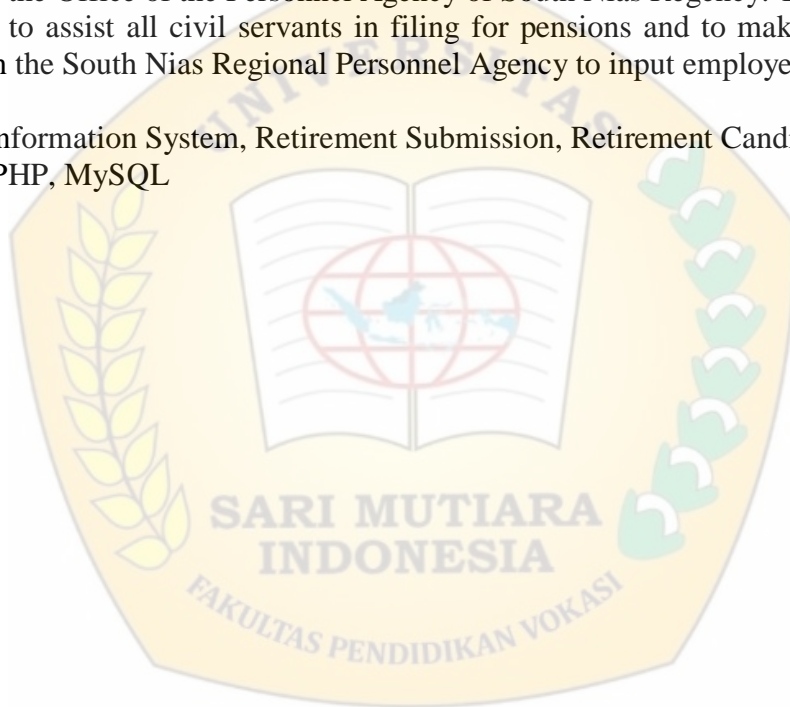 the Office of the Personnel Agency of South Nias Regency.
to assist all civil servants in filing for pensions and to mak
the South Nias Regional Personnel Agency to input employe
nformation System, Retirement Submission, Retirement Candi
PHP, MySQL
UNIVERSITAS
SARI MUTIARA
INDONESIA
FAKULTAS PENDIDIKAN VOKASI